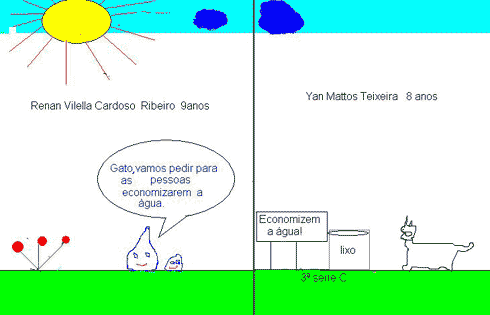 Renan Vilella Cardoso Ribeiro 9anos
Yan Mattos Teixeira 8 anos
Gato,vamos pedir para
as pessoas
economizarem a
água.
Economizem
a água!
lixo
3ª série C